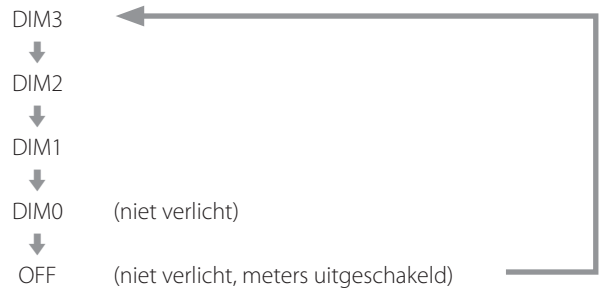 DIM3
DIM2
DIM1
DIM0 (niet verlicht)
OFF (niet verlicht, meters uitgeschakeld)